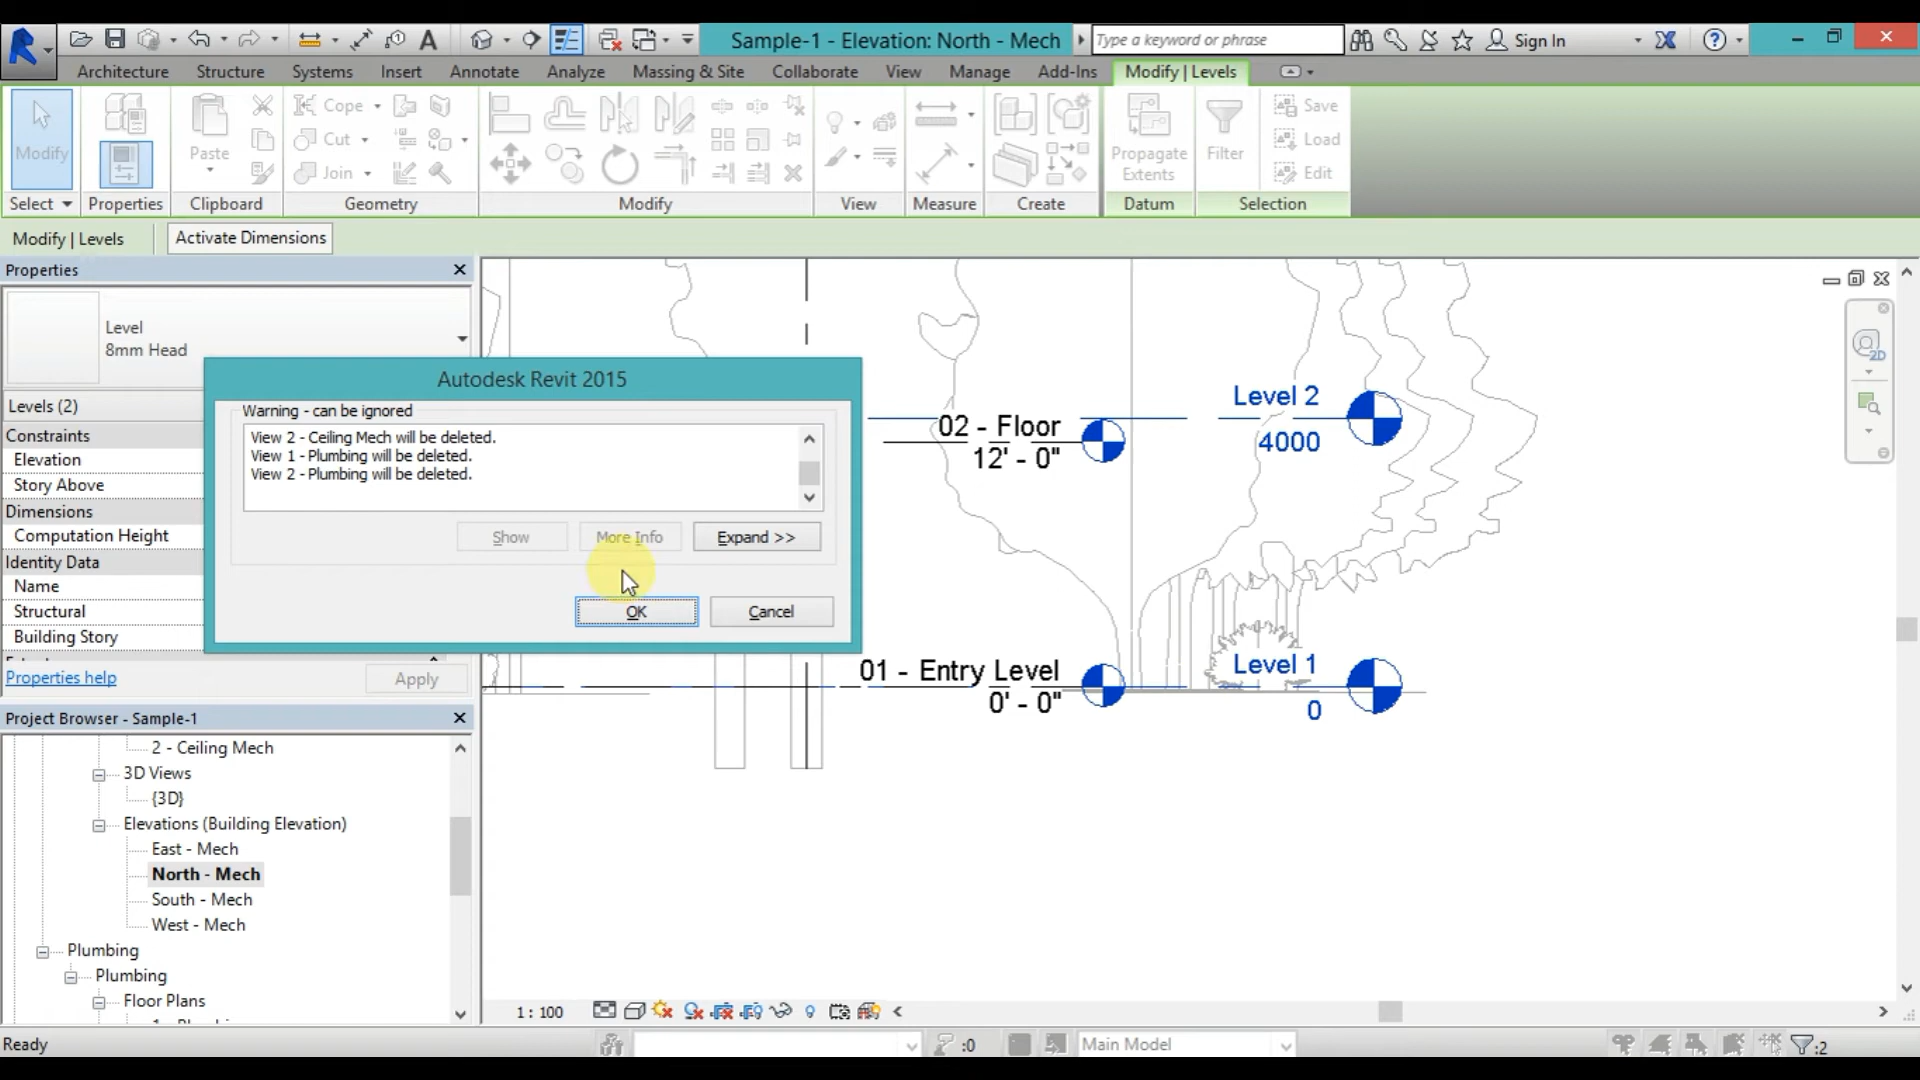 Sample-1 - Elevation: North - Mech
Type a keyword or phrase
Sign In
Architecture
Structure
Systems
Insert
Annotate
Analyze
Massing & Site
Collaborate
View
Manage
Add-Ins
Modify | Levels
Modify
Paste
Cope
Cut
Join
Propagate
Extents
Filter
Save
Load
Edit
Select
Properties
Clipboard
Geometry
Modify
View
Measure
Create
Datum
Selection
Modify | Levels
Activate Dimensions
Properties
Level
8mm Head
Levels (2)
Constraints
Elevation
Story Above
Dimensions
Computation Height
Identity Data
Name
Structural
Building Story
Properties help
Apply
Autodesk Revit 2015
Warning - can be ignored
View 2 - Ceiling Mech will be deleted.
View 1 - Plumbing will be deleted.
View 2 - Plumbing will be deleted.
Show
More Info
Expand >>
OK
Cancel
02 - Floor
12' - 0"
Level 2
4000
01 - Entry Level
0' - 0"
Level 1
0
2D
Project Browser - Sample-1
2 - Ceiling Mech
3D Views
{3D}
Elevations (Building Elevation)
East - Mech
North - Mech
South - Mech
West - Mech
Plumbing
Plumbing
Floor Plans
1 : 100
Ready
:0
Main Model
:2